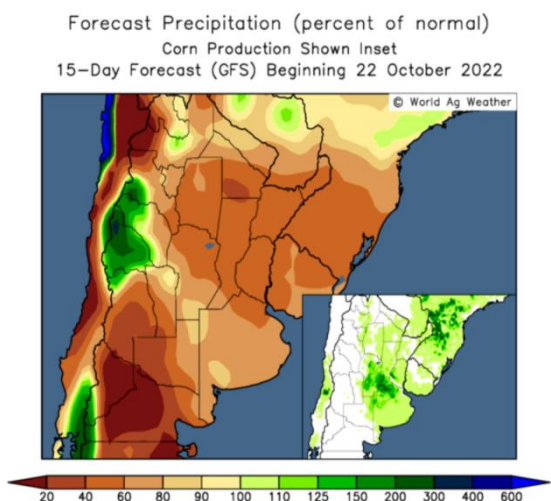 Forecast Precipitation (percent of normal)
Corn Production Shown Inset
15-Day Forecast (GFS) Beginning 22 October 2022
© World Ag Weather
20 40 60 80 90 100 110 125 150 200 300 400 600